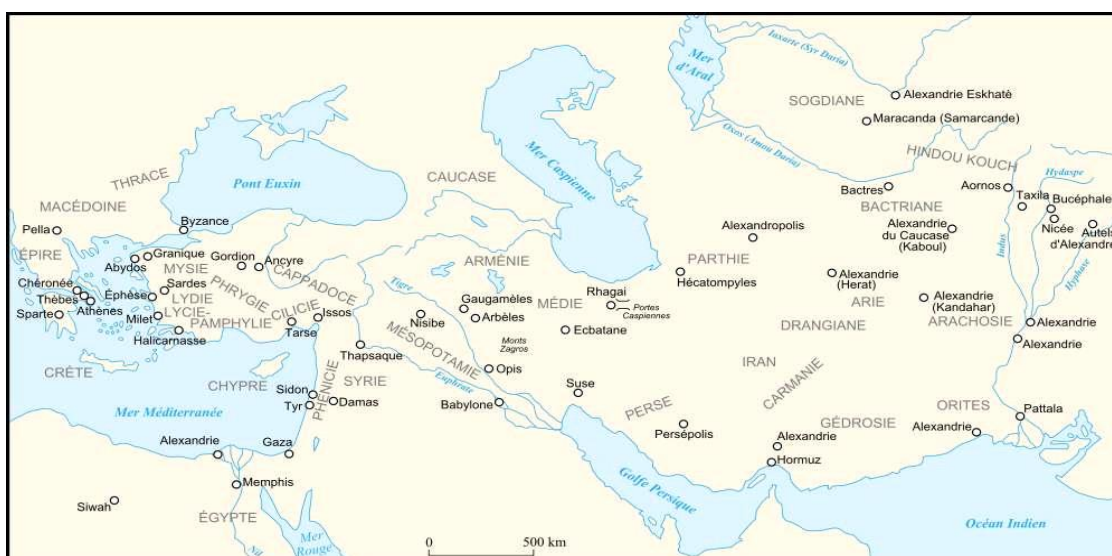 Mer
d'Aral
Iaxarte (Syr Daria)
SOGDIANE
Alexandrie Eskhatè
Maracanda (Samarcande)
Oxos (Amou Daria)
HINDOU KOUCH
Mer Caspienne
CAUCASE
THRACE
Pont Euxin
MACÉDOINE
Bactres
Aornos
Taxila
Hydaspe
Bucéphale
BACTRIANE
Pella
Byzance
Alexandropolis
Alexandrie
du Caucase
(Kaboul)
Indus
Nicée
Autels
d'Alexandre
Hyphase
ÉPIRE
Abydos
Granique
MYSIE
Gordion
Ancyre
CAPPADOCE
ARMÉNIE
PARTHIE
Hécatompyles
Alexandrie
(Herat)
ARIE
Chéronée
Thèbes
Athènes
Sparte
Éphèse
Sardes
LYDIE
PHRYGIE
CILICIE
Issos
Tigre
Gaugamèles
Arbèles
MÉDIE
Rhagai
Portes
Caspiennes
Alexandrie
(Kandahar)
ARACHOSIE
Milet
LYCIE-
PAMPHYLIE
Halicarnasse
Tarse
Nisibe
MÉSOPOTAMIE
Monts
Zagros
Ecbatane
DRANGIANE
Alexandrie
Alexandrie
Thapsaque
Opis
IRAN
CRÈTE
CHYPRE
PHÉNICIE
SYRIE
Euphrate
Suse
CARMANIE
Sidon
Tyr
Damas
Babylone
PERSE
Persépolis
GÉDROSIE
ORITES
Pattala
Mer Méditerranée
Alexandrie
Gaza
Alexandrie
Hormuz
Alexandrie
Memphis
Siwah
ÉGYPTE
Golfe Persique
Océan Indien
Nil
Mer
Rouge
0
500 km